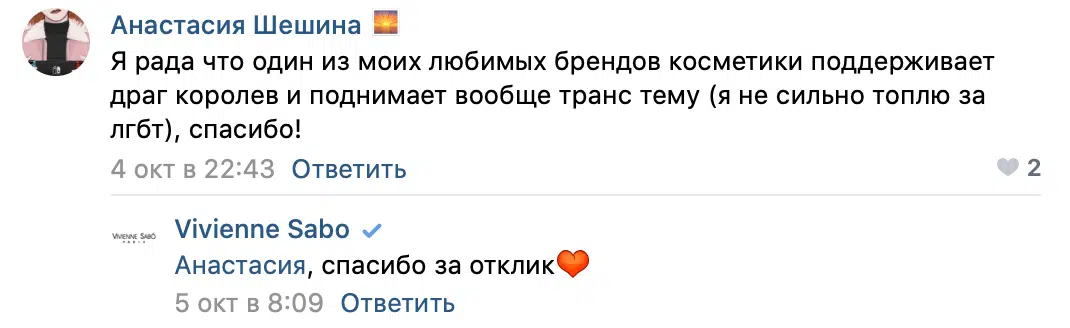 Анастасия Шешина
Я рада что один из моих любимых брендов косметики поддерживает
драг королев и поднимает вообще транс тему (я не сильно топлю за
лгбт), спасибо!
4 окт в 22:43 Ответить
2
VIVIENNE SABÓ
PARIS
Vivienne Sabo
Анастасия, спасибо за отклик❤
5 окт в 8:09 Ответить